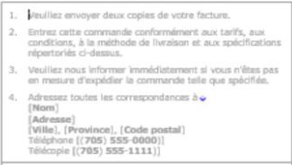 1. Veuillez envoyer deux copies de votre facture.
2. Entrez cette commande conformément aux tarifs, aux
conditions, à la méthode de livraison et aux spécifications
répertoriés ci-dessus.
3. Veuillez nous informer immédiatement si vous n'êtes pas
en mesure d'expédier la commande telle que spécifiée.
4. Adressez toutes les correspondances à
[Nom]
[Adresse]
[Ville], [Province], [Code postal]
Téléphone [(705) 555-0000)]
Télécopie [(705) 555-1111)]